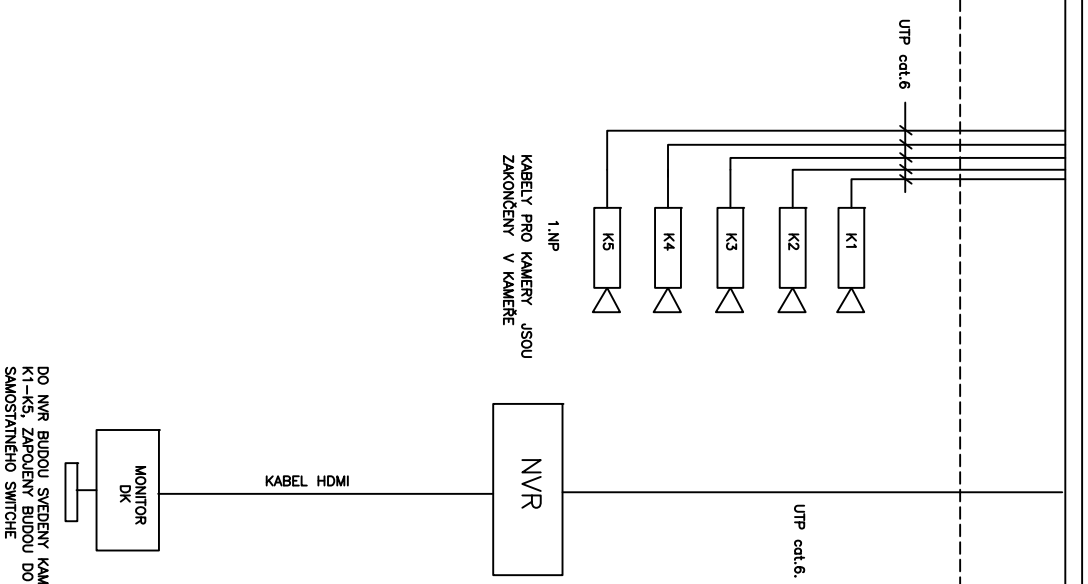 UTP cat.6
K1
K2
K3
K4
K5
1.NP
KABELY PRO KAMERY JSOU
ZAKONČENY V KAMEŘE
NVR
UTP cat.6.
KABEL HDMI
MONITOR
DK
DO NVR BUDOU SVEDENY
K1-K5, ZAPOJENY BUDOU DO
SAMOSTATNÉHO SWITCHE